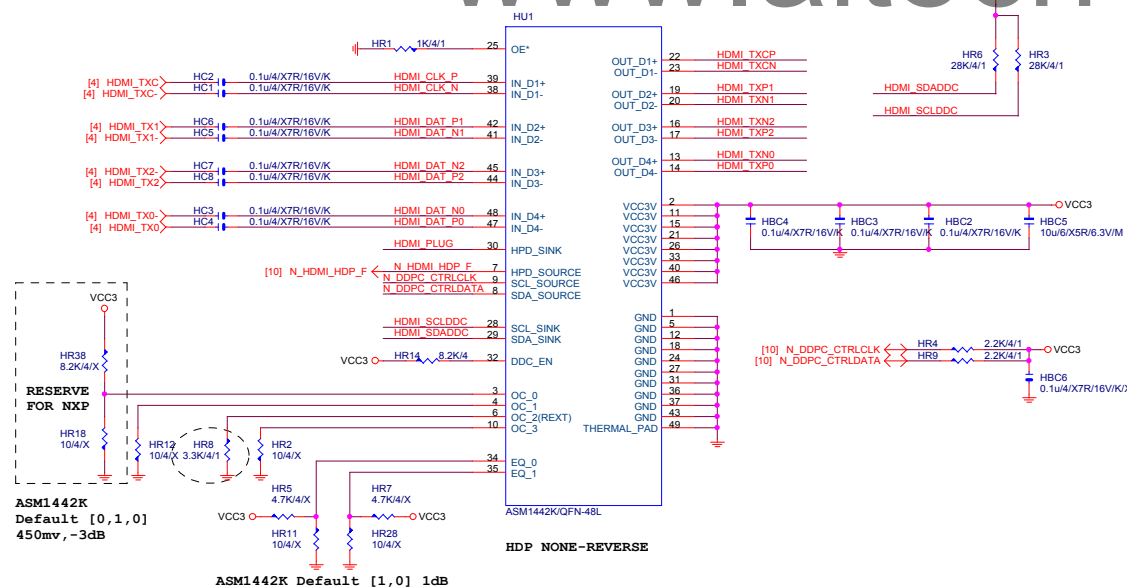 HU1
HR1 1K/4/1 25 OE*
[4] HDMI_TXC HC2 0.1u/4/X7R/16V/K HDMI_CLK_P 39 IN_D1+
[4] HDMI_TXC- HC1 0.1u/4/X7R/16V/K HDMI_CLK_N 38 IN_D1-
[4] HDMI_TX1 HC6 0.1u/4/X7R/16V/K HDMI_DAT_P1 42 IN_D2+
[4] HDMI_TX1- HC5 0.1u/4/X7R/16V/K HDMI_DAT_N1 41 IN_D2-
[4] HDMI_TX2- HC7 0.1u/4/X7R/16V/K HDMI_DAT_N2 45 IN_D3+
[4] HDMI_TX2 HC8 0.1u/4/X7R/16V/K HDMI_DAT_P2 44 IN_D3-
[4] HDMI_TX0- HC3 0.1u/4/X7R/16V/K HDMI_DAT_N0 48 IN_D4+
[4] HDMI_TX0 HC4 0.1u/4/X7R/16V/K HDMI_DAT_P0 47 IN_D4-
HDMI_PLUG 30 HPD_SINK
[10] N_HDMI_HDP_F N_HDMI_HDP_F 7 HPD_SOURCE
N_DDPC_CTRLCLK 9 SCL_SOURCE
N_DDPC_CTRLDATA 8 SDA_SOURCE
HDMI_SCLDDC 28 SCL_SINK
HDMI_SDADDC 29 SDA_SINK
VCC3 HR14 8.2K/4 32 DDC_EN
3 OC_0
4 OC_1
6 OC_2(REXT)
10 OC_3
34 EQ_0
35 EQ_1
OUT_D1+ 22 HDMI_TXCP
OUT_D1- 23 HDMI_TXCN
OUT_D2+ 19 HDMI_TXP1
OUT_D2- 20 HDMI_TXN1
OUT_D3+ 16 HDMI_TXN2
OUT_D3- 17 HDMI_TXP2
OUT_D4+ 13 HDMI_TXN0
OUT_D4- 14 HDMI_TXP0
VCC3V 2
VCC3V 11
VCC3V 15
VCC3V 21
VCC3V 26
VCC3V 33
VCC3V 40
VCC3V 46
GND 1
GND 5
GND 12
GND 18
GND 24
GND 27
GND 31
GND 36
GND 37
GND 43
THERMAL_PAD 49
ASM1442K/QFN-48L
HDP NONE-REVERSE
HR6
28K/4/1
HR3
28K/4/1
HDMI_SDADDC
HDMI_SCLDDC
VCC3
HBC4
0.1u/4/X7R/16V/K
HBC3
0.1u/4/X7R/16V/K
HBC2
0.1u/4/X7R/16V/K
HBC5
10u/6/X5R/6.3V/M
[10] N_DDPC_CTRLCLK HR4 2.2K/4/1 VCC3
[10] N_DDPC_CTRLDATA HR9 2.2K/4/1
HBC6
0.1u/4/X7R/16V/K/X
VCC3
HR38
8.2K/4/X
RESERVE
FOR NXP
HR18
10/4/X
HR12
10/4/X
HR8
3.3K/4/1
HR2
10/4/X
ASM1442K
Default [0,1,0]
450mv,-3dB
HR5
4.7K/4/X
HR7
4.7K/4/X
VCC3
VCC3
HR11
10/4/X
HR28
10/4/X
ASM1442K Default [1,0] 1dB